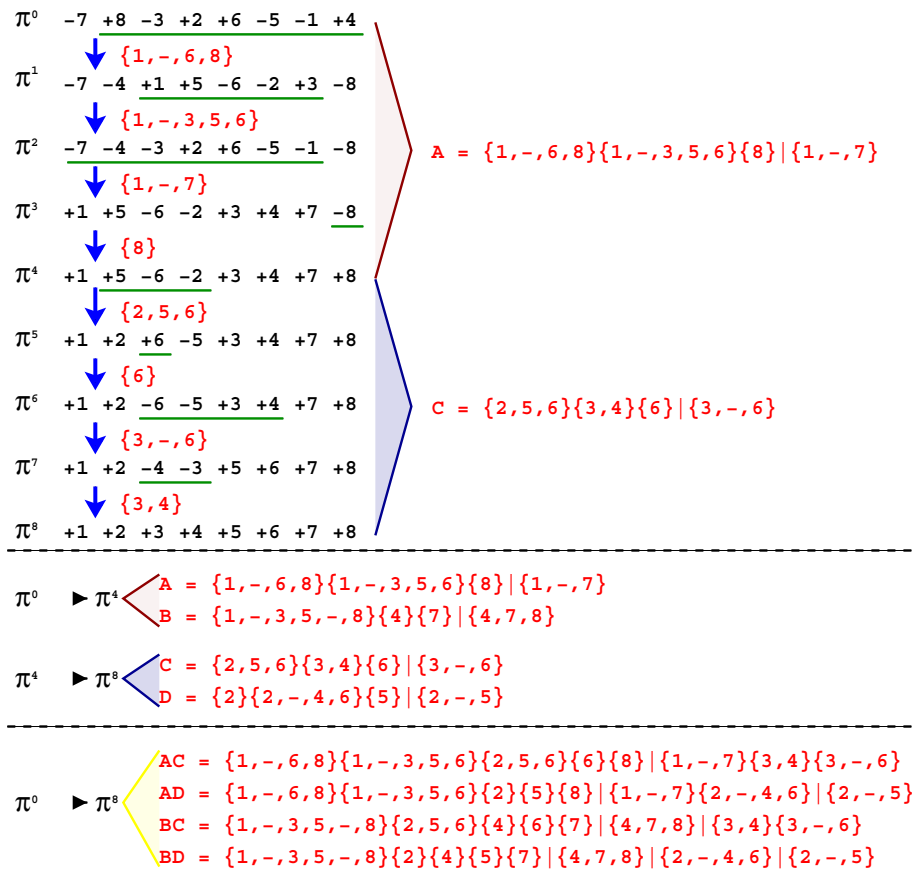 π⁰ -7 +8 -3 +2 +6 -5 -1 +4
{1,-,6,8}
π¹ -7 -4 +1 +5 -6 -2 +3 -8
{1,-,3,5,6}
π² -7 -4 -3 +2 +6 -5 -1 -8
A = {1,-,6,8}{1,-,3,5,6}{8}|{1,-,7}
{1,-,7}
π³ +1 +5 -6 -2 +3 +4 +7 -8
{8}
π⁴ +1 +5 -6 -2 +3 +4 +7 +8
{2,5,6}
π⁵ +1 +2 +6 -5 +3 +4 +7 +8
{6}
π⁶ +1 +2 -6 -5 +3 +4 +7 +8
C = {2,5,6}{3,4}{6}|{3,-,6}
{3,-,6}
π⁷ +1 +2 -4 -3 +5 +6 +7 +8
{3,4}
π⁸ +1 +2 +3 +4 +5 +6 +7 +8
π⁰ ► π⁴
A = {1,-,6,8}{1,-,3,5,6}{8}|{1,-,7}
B = {1,-,3,5,-,8}{4}{7}|{4,7,8}
π⁴ ► π⁸
C = {2,5,6}{3,4}{6}|{3,-,6}
D = {2}{2,-,4,6}{5}|{2,-,5}
π⁰ ► π⁸
AC = {1,-,6,8}{1,-,3,5,6}{2,5,6}{6}{8}|{1,-,7}{3,4}{3,-,6}
AD = {1,-,6,8}{1,-,3,5,6}{2}{5}{8}|{1,-,7}{2,-,4,6}|{2,-,5}
BC = {1,-,3,5,-,8}{2,5,6}{4}{6}{7}|{4,7,8}|{3,4}{3,-,6}
BD = {1,-,3,5,-,8}{2}{4}{5}{7}|{4,7,8}|{2,-,4,6}|{2,-,5}